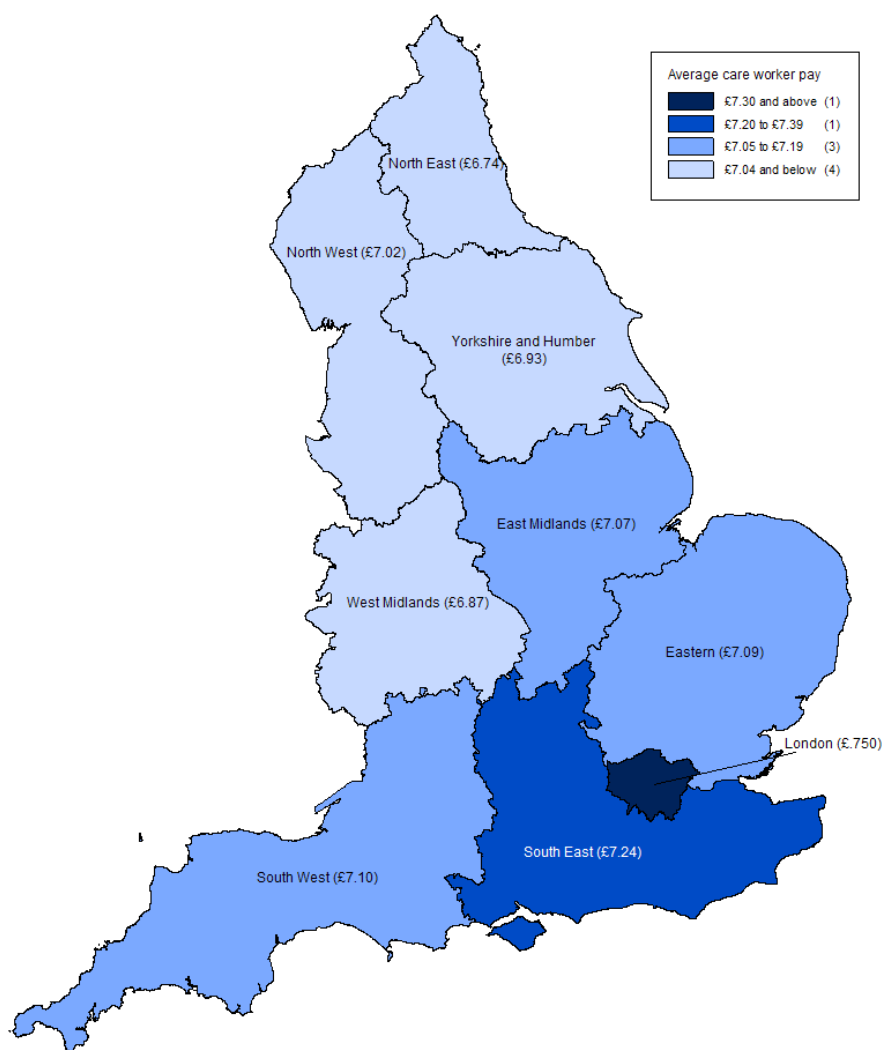 Average care worker pay
£7.30 and above (1)
£7.20 to £7.39 (1)
£7.05 to £7.19 (3)
£7.04 and below (4)
North East (£6.74)
North West (£7.02)
Yorkshire and Humber
(£6.93)
East Midlands (£7.07)
West Midlands (£6.87)
Eastern (£7.09)
London (£.750)
South East (£7.24)
South West (£7.10)